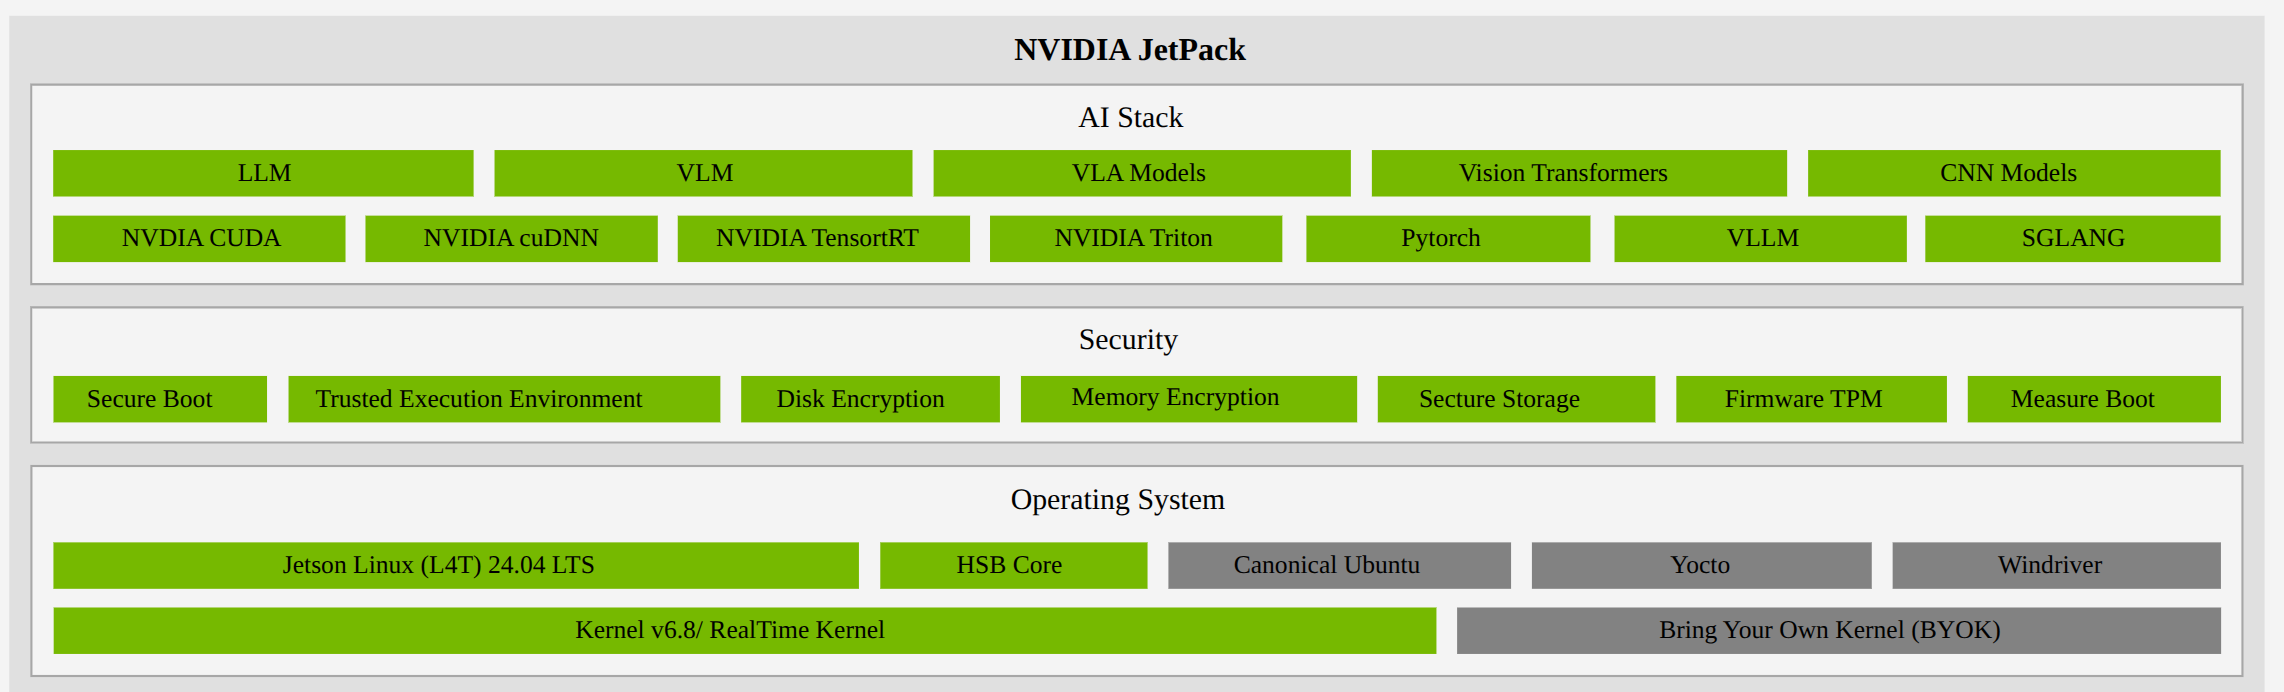 NVIDIA JetPack
AI Stack
LLM VLM VLA Models Vision Transformers CNN Models
NVDIA CUDA NVIDIA cuDNN NVIDIA TensortRT NVIDIA Triton Pytorch VLLM SGLANG
Security
Secure Boot Trusted Execution Environment Disk Encryption Memory Encryption Secture Storage Firmware TPM Measure Boot
Operating System
Jetson Linux (L4T) 24.04 LTS HSB Core Canonical Ubuntu Yocto Windriver
Kernel v6.8/ RealTime Kernel Bring Your Own Kernel (BYOK)